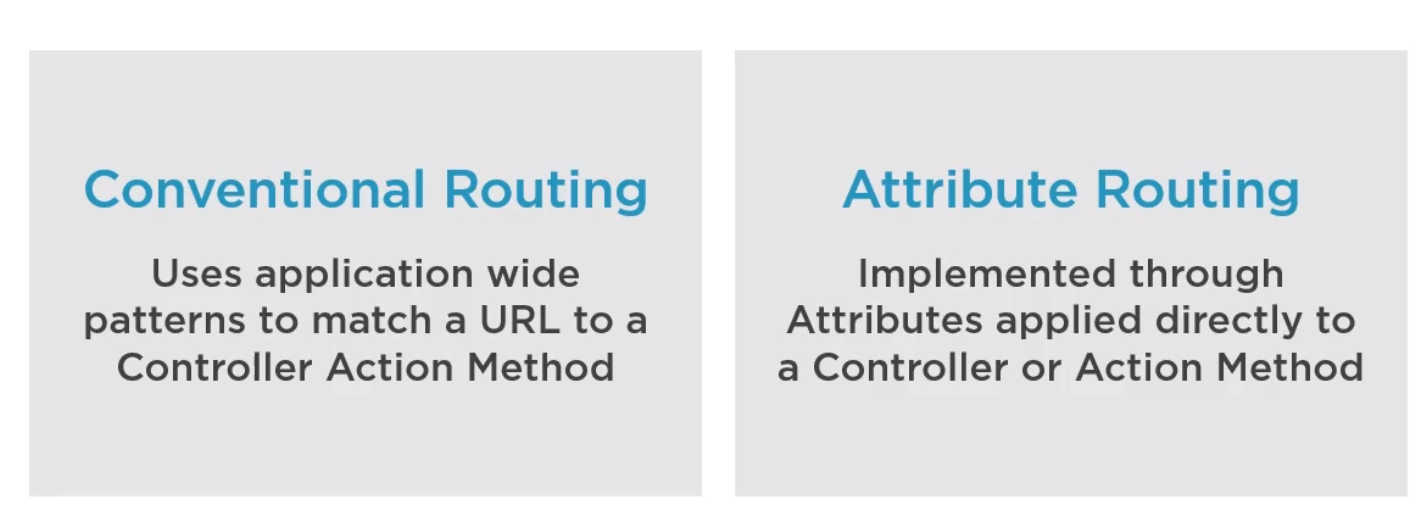 Conventional Routing
Uses application wide
patterns to match a URL to a
Controller Action Method
Attribute Routing
Implemented through
Attributes applied directly to
a Controller or Action Method